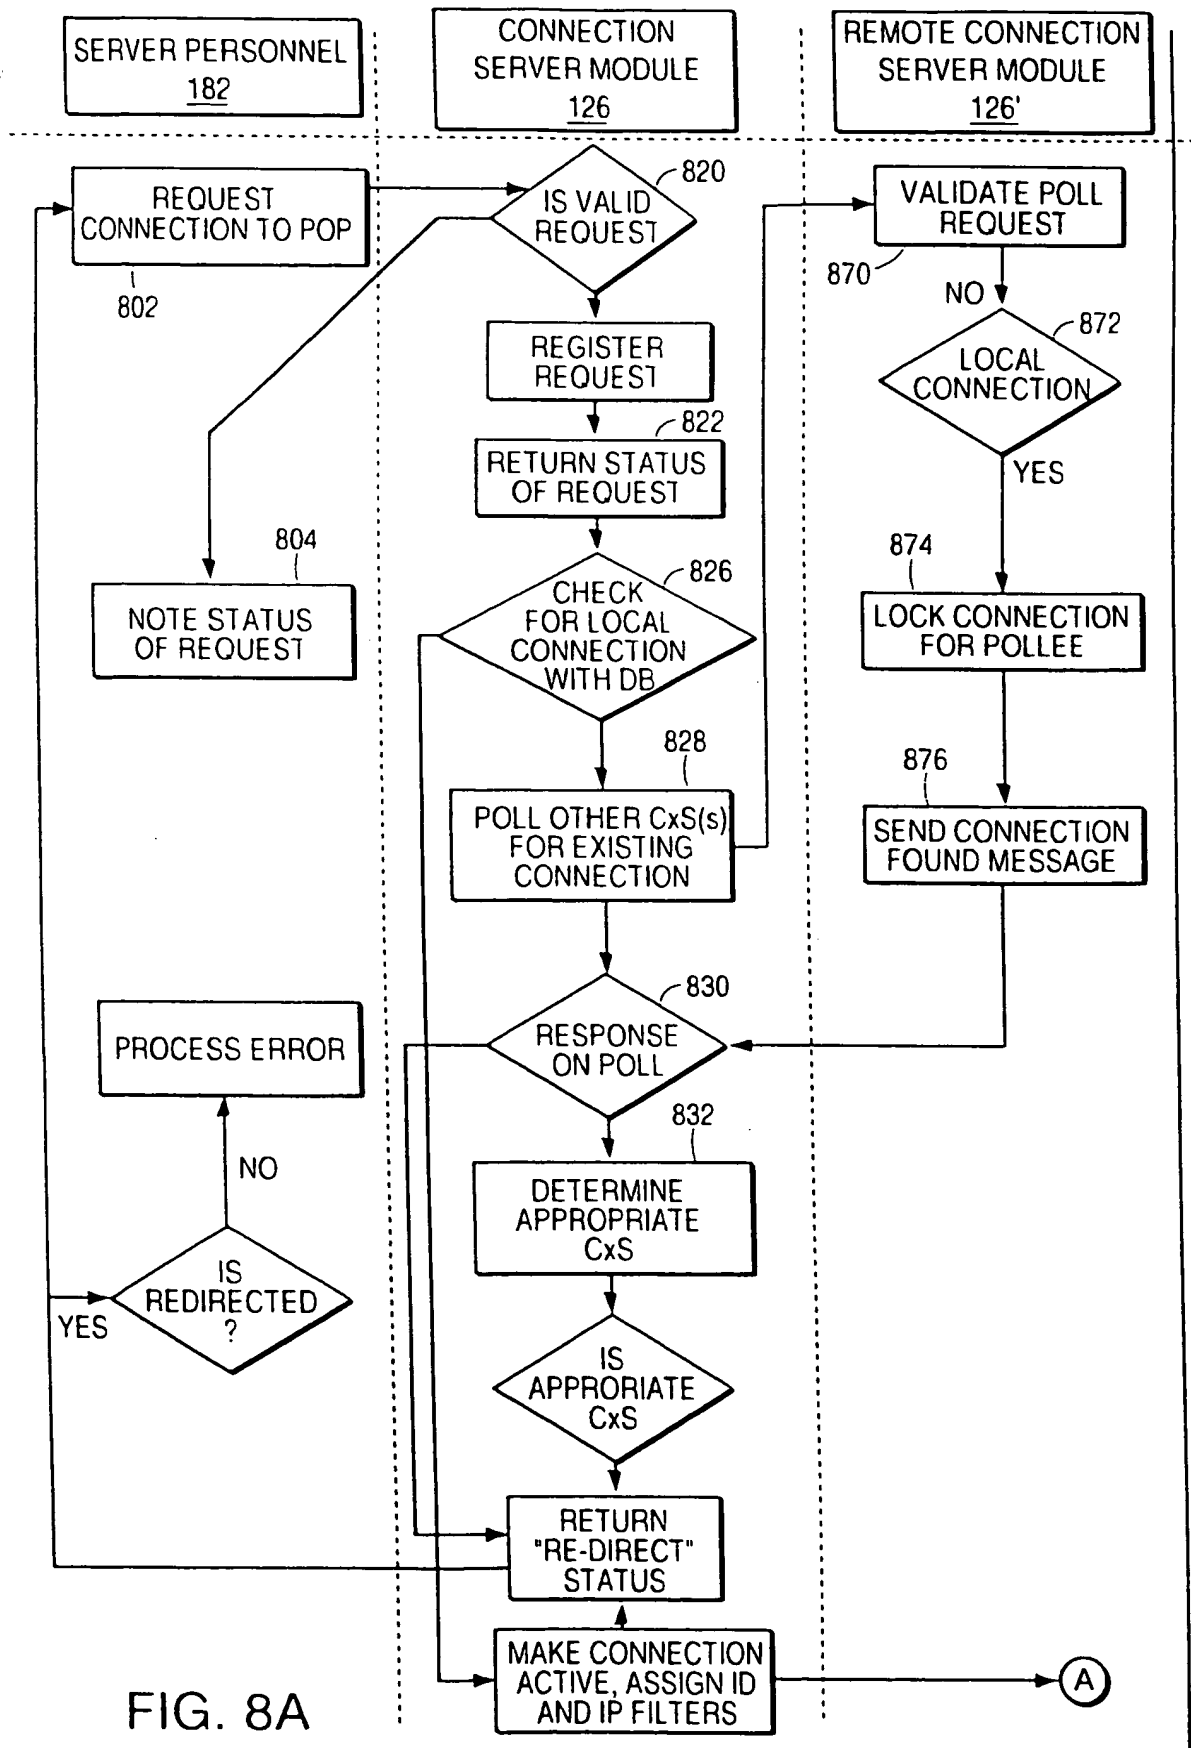 SERVER PERSONNEL
182
CONNECTION
SERVER MODULE
126
REMOTE CONNECTION
SERVER MODULE
126'
REQUEST
CONNECTION TO POP
802
IS VALID
REQUEST
820
VALIDATE POLL
REQUEST
870
NO
REGISTER
REQUEST
872
LOCAL
CONNECTION
YES
822
RETURN STATUS
OF REQUEST
804
NOTE STATUS
OF REQUEST
826
CHECK
FOR LOCAL
CONNECTION
WITH DB
874
LOCK CONNECTION
FOR POLLEE
828
POLL OTHER CxS(s)
FOR EXISTING
CONNECTION
876
SEND CONNECTION
FOUND MESSAGE
830
RESPONSE
ON POLL
PROCESS ERROR
NO
832
DETERMINE
APPROPRIATE
CxS
IS
REDIRECTED
?
YES
IS
APPRORIATE
CxS
RETURN
"RE-DIRECT"
STATUS
MAKE CONNECTION
ACTIVE, ASSIGN ID
AND IP FILTERS
A
FIG. 8A